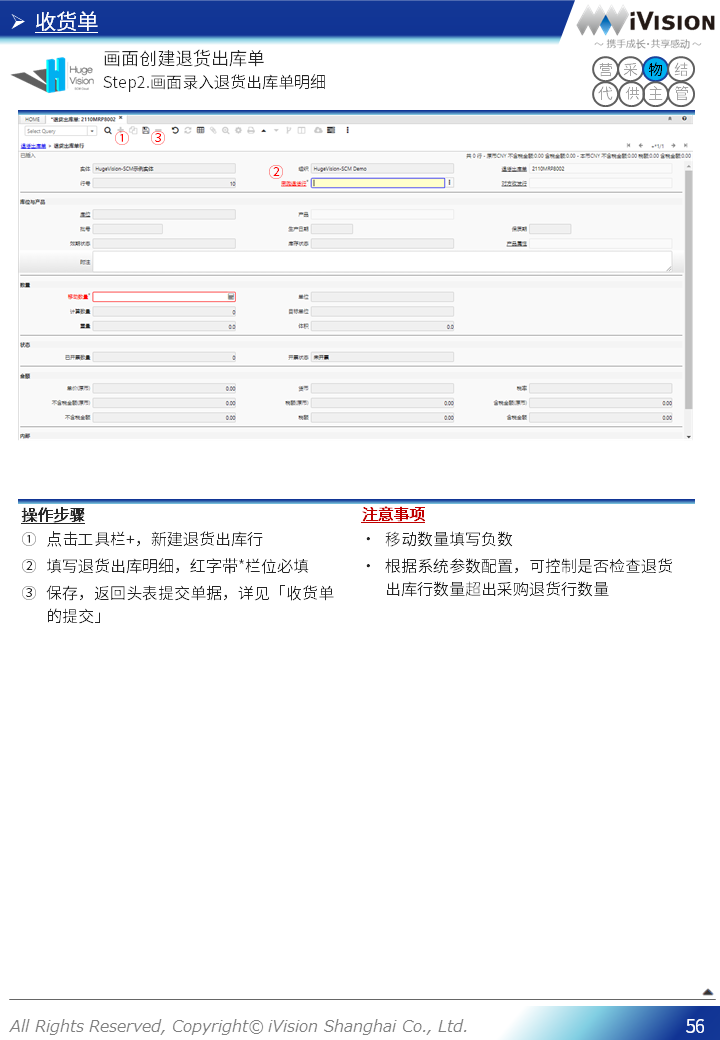 收货单
iVision
～ 携手成长·共享感动 ～
Huge
Vision
画面创建退货出库单
Step2.画面录入退货出库单明细
营 采 物 结
代 供 主 管
HOME *退货出库单: 2110MRP8002
Select Query
① ③
退货出库单 > 退货出库单行
已插入 共 0 行 - 原币CNY 不含税金额:0.00 含税金额:0.00 - 本币CNY 不含税金额:0.00 税额:0.00 含税金额:0.00
实体 HugeVision-SCM示例实体 组织 HugeVision-SCM Demo 退货出库单 2110MRP8002
②
行号 10 采购退货行* 对方收货行
库位与产品
库位 产品
批号 生产日期 保质期
效期状态 库存状态 产品属性
附注
数量
移动数量* 单位
计算数量 0 目标单位
重量 0.0 体积 0.0
状态
已开票数量 0 开票状态 未开票
金额
单价(原币) 0.00 货币 税率
不含税金额(原币) 0.00 税额(原币) 0.00 含税金额(原币) 0.00
不含税金额 0.00 税额 0.00 含税金额 0.00
内部
操作步骤
① 点击工具栏+，新建退货出库行
② 填写退货出库明细，红字带*栏位必填
③ 保存，返回头表提交单据，详见「收货单
的提交」
注意事项
· 移动数量填写负数
· 根据系统参数配置，可控制是否检查退货
出库行数量超出采购退货行数量
All Rights Reserved, Copyright© iVision Shanghai Co., Ltd.
56